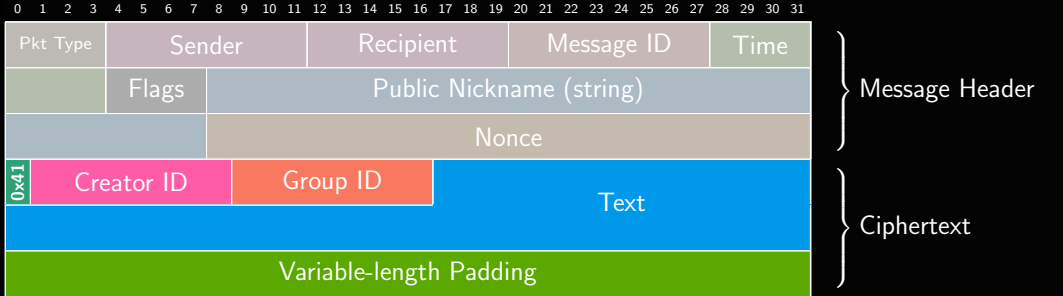 0 1 2 3 4 5 6 7 8 9 10 11 12 13 14 15 16 17 18 19 20 21 22 23 24 25 26 27 28 29 30 31
Pkt Type Sender Recipient Message ID Time
Flags Public Nickname (string) Message Header
Nonce
0x41 Creator ID Group ID Text
Ciphertext
Variable-length Padding